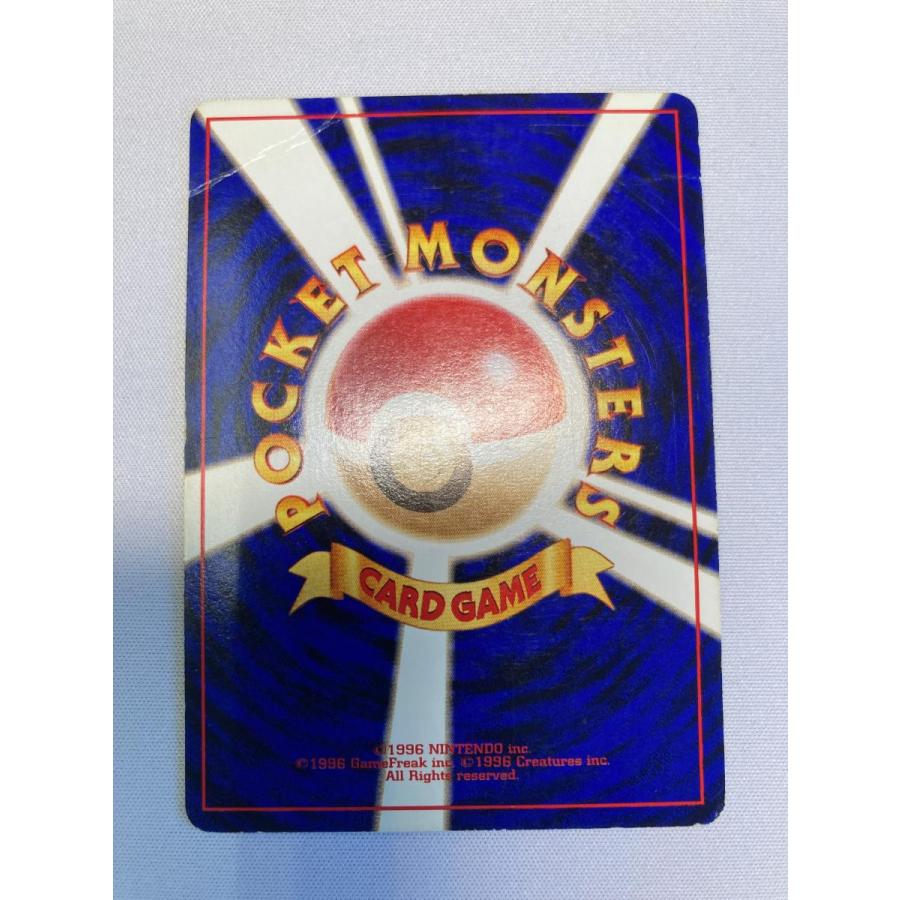 POCKET MONSTERS
CARD GAME
©1996 NINTENDO inc.
©1996 GameFreak inc. ©1996 Creatures inc.
All Rights reserved.